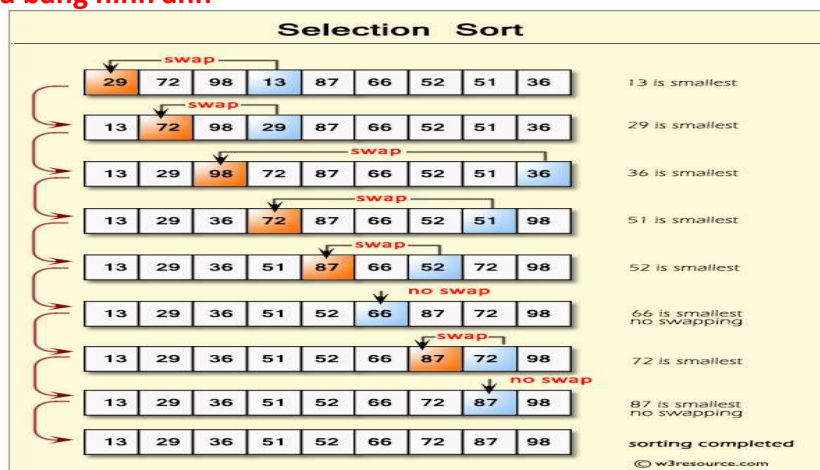 bằng hình ảnh
Selection Sort
swap
29 72 98 13 87 66 52 51 36 13 is smallest
swap
13 72 98 29 87 66 52 51 36 29 is smallest
swap
13 29 98 72 87 66 52 51 36 36 is smallest
swap
13 29 36 72 87 66 52 51 98 51 is smallest
swap
13 29 36 51 87 66 52 72 98 52 is smallest
no swap
13 29 36 51 52 66 87 72 98 66 is smallest
no swapping
swap
13 29 36 51 52 66 87 72 98 72 is smallest
no swap
13 29 36 51 52 66 72 87 98 87 is smallest
no swapping
13 29 36 51 52 66 72 87 98 sorting completed
© w3resource.com